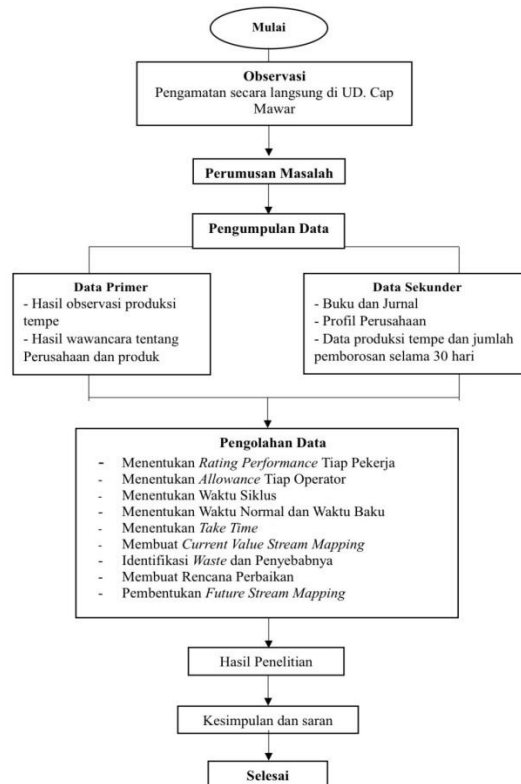 Mulai
Observasi
Pengamatan secara langsung di UD. Cap
Mawar
Perumusan Masalah
Pengumpulan Data
Data Primer
- Hasil observasi produksi
tempe
- Hasil wawancara tentang
Perusahaan dan produk
Data Sekunder
- Buku dan Jurnal
- Profil Perusahaan
- Data produksi tempe dan jumlah
pemborosan selama 30 hari
Pengolahan Data
- Menentukan Rating Performance Tiap Pekerja
- Menentukan Allowance Tiap Operator
- Menentukan Waktu Siklus
- Menentukan Waktu Normal dan Waktu Baku
- Menentukan Take Time
- Membuat Current Value Stream Mapping
- Identifikasi Waste dan Penyebabnya
- Membuat Rencana Perbaikan
- Pembentukan Future Stream Mapping
Hasil Penelitian
Kesimpulan dan saran
Selesai